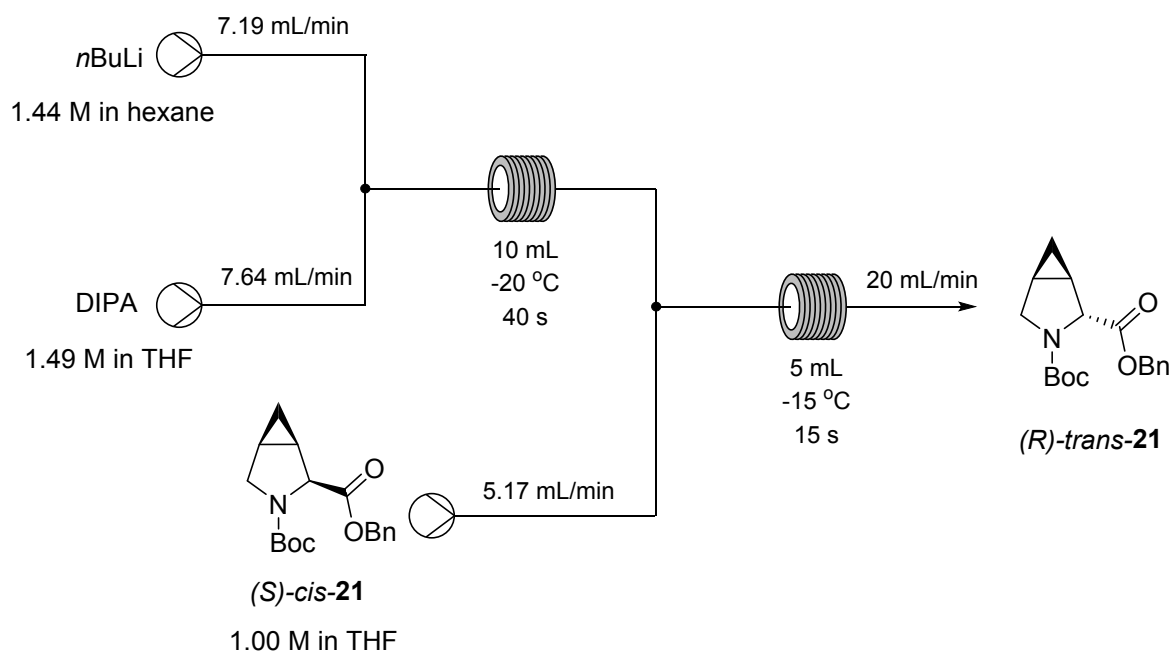 7.19 mL/min
nBuLi
1.44 M in hexane
7.64 mL/min
DIPA
1.49 M in THF
10 mL
-20 °C
40 s
20 mL/min
5 mL
-15 °C
15 s
O
N
OBn
Boc
(R)-trans-21
5.17 mL/min
O
N
OBn
Boc
(S)-cis-21
1.00 M in THF